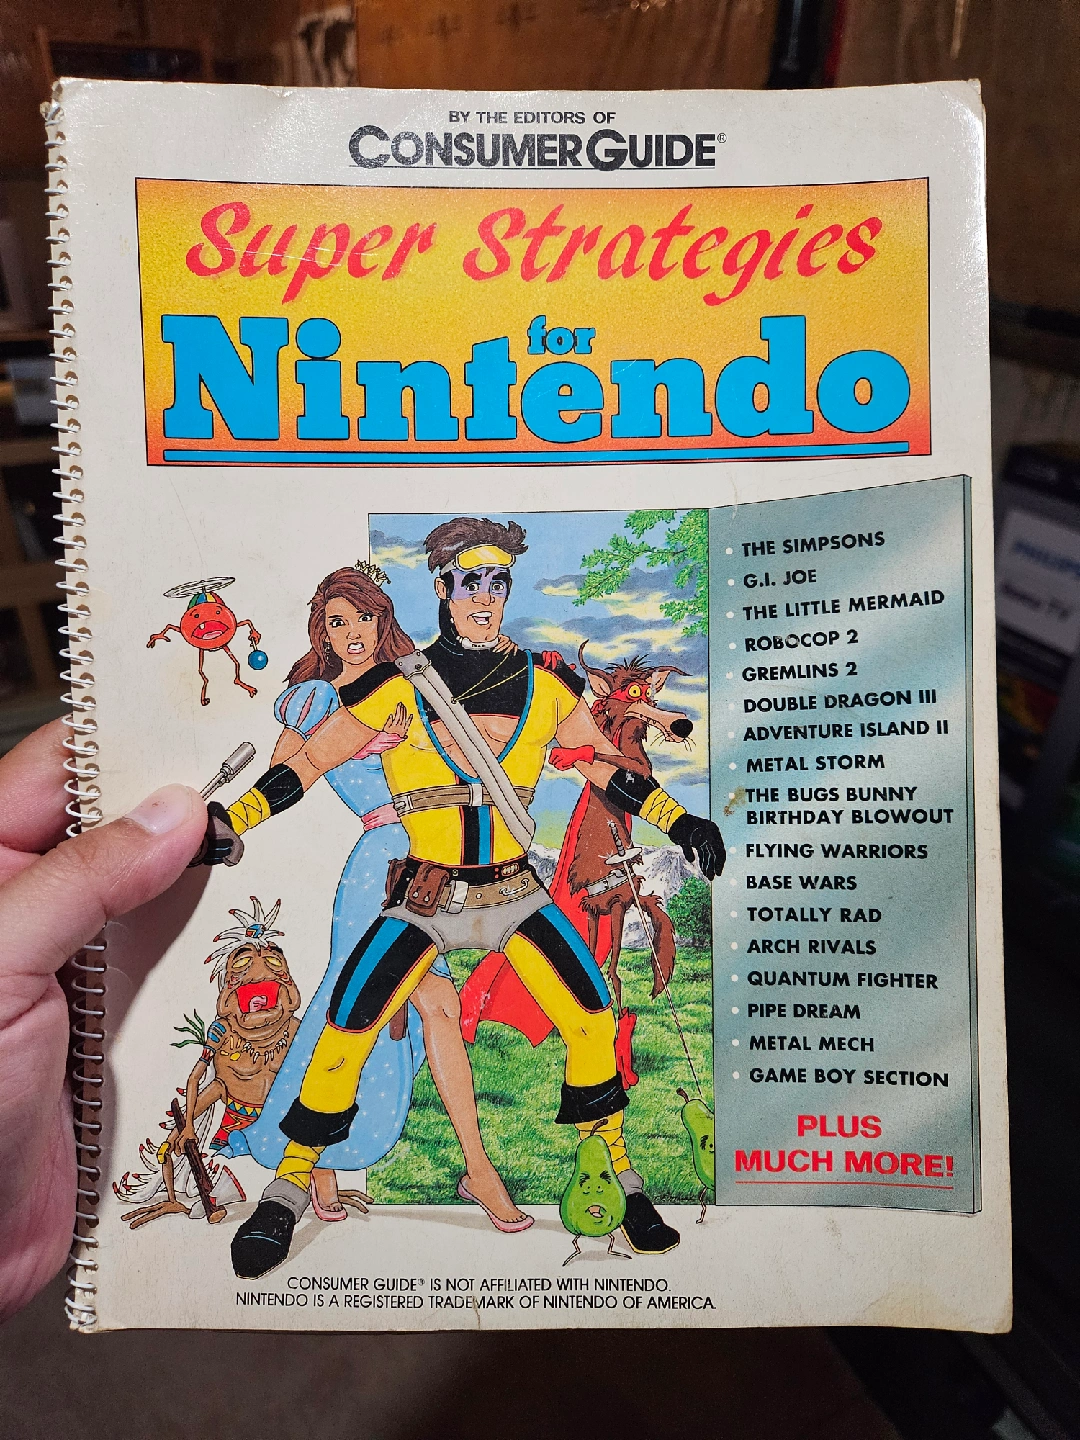 BY THE EDITORS OF
CONSUMER GUIDE®
Super Strategies
for
Nintendo
• THE SIMPSONS
• G.I. JOE
• THE LITTLE MERMAID
• ROBOCOP 2
• GREMLINS 2
• DOUBLE DRAGON III
• ADVENTURE ISLAND II
• METAL STORM
• THE BUGS BUNNY
BIRTHDAY BLOWOUT
• FLYING WARRIORS
• BASE WARS
• TOTALLY RAD
• ARCH RIVALS
• QUANTUM FIGHTER
• PIPE DREAM
• METAL MECH
• GAME BOY SECTION
PLUS
MUCH MORE!
CONSUMER GUIDE® IS NOT AFFILIATED WITH NINTENDO.
NINTENDO IS A REGISTERED TRADEMARK OF NINTENDO OF AMERICA.
PHILIPS